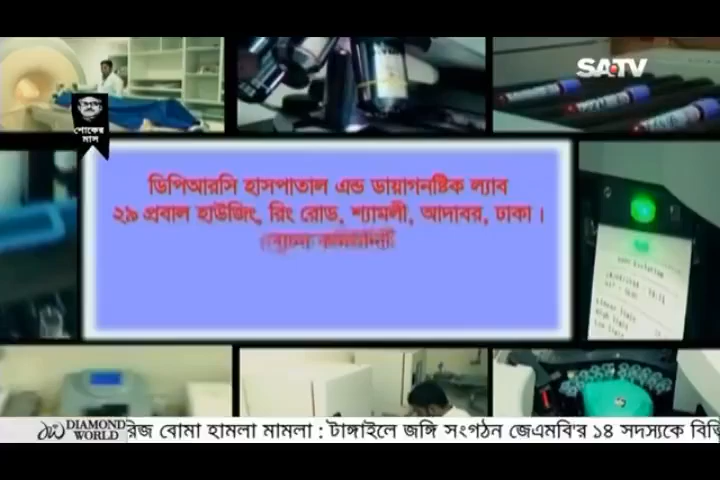 SATV
শোকের
মাস
ডিপিআরসি হাসপাতাল এন্ড ডায়াগনষ্টিক ল্যাব
২৯ প্রবাল হাউজিং, রিং রোড, শ্যামলী, আদাবর, ঢাকা।
DIAMOND
WORLD
রিজ বোমা হামলা মামলা : টাঙ্গাইলে জঙ্গি সংগঠন জেএমবি'র ১৪ সদস্যকে বিভি